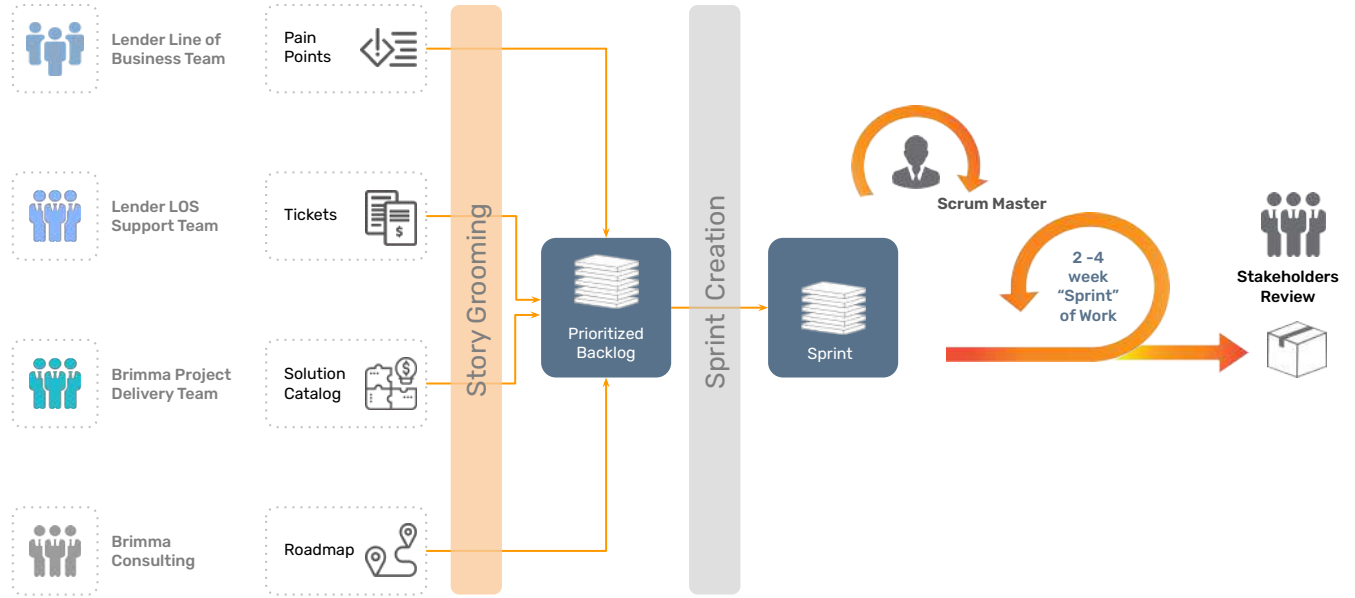 Lender Line of
Business Team
Pain
Points
Lender LOS
Support Team
Tickets
$
Brimma Project
Delivery Team
Solution
Catalog
$
Brimma
Consulting
Roadmap
Story Grooming
Prioritized
Backlog
Sprint Creation
Sprint
Scrum Master
2 -4
week
“Sprint”
of Work
Stakeholders
Review